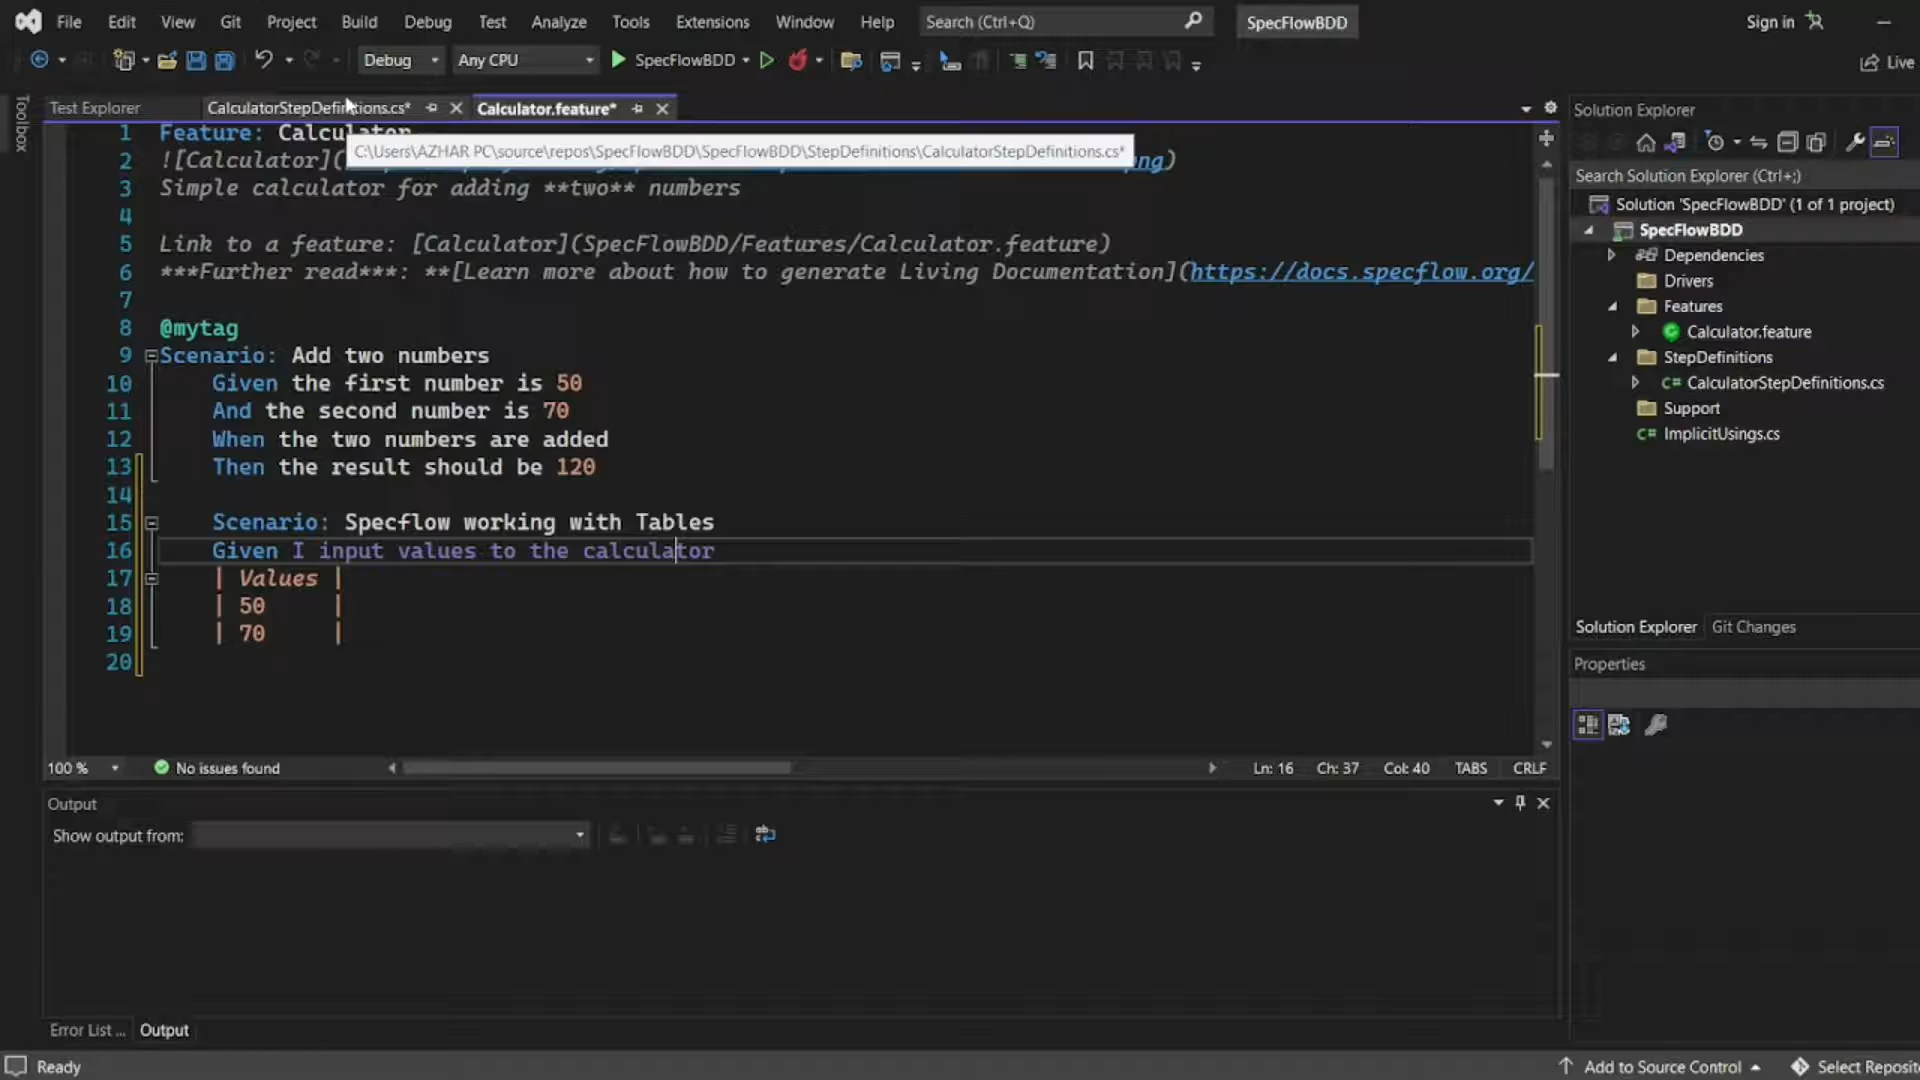 File Edit View Git Project Build Debug Test Analyze Tools Extensions Window Help Search (Ctrl+Q) SpecFlowBDD Sign in
Debug Any CPU SpecFlowBDD Live
Toolbox
Test Explorer CalculatorStepDefinitions.cs* Calculator.feature*
1 Feature: Calculator
C:\Users\AZHAR PC\source\repos\SpecFlowBDD\SpecFlowBDD\StepDefinitions\CalculatorStepDefinitions.cs*
2 ![Calculator]( ng)
3 Simple calculator for adding **two** numbers
4
5 Link to a feature: [Calculator](SpecFlowBDD/Features/Calculator.feature)
6 ***Further read***: **[Learn more about how to generate Living Documentation](https://docs.specflow.org/
7
8 @mytag
9 Scenario: Add two numbers
10 Given the first number is 50
11 And the second number is 70
12 When the two numbers are added
13 Then the result should be 120
14
15 Scenario: Specflow working with Tables
16 Given I input values to the calculator
17 | Values |
18 | 50 |
19 | 70 |
20
100 % No issues found Ln: 16 Ch: 37 Col: 40 TABS CRLF
Output
Show output from:
Error List ... Output
Solution Explorer
Search Solution Explorer (Ctrl+;)
Solution 'SpecFlowBDD' (1 of 1 project)
SpecFlowBDD
Dependencies
Drivers
Features
Calculator.feature
StepDefinitions
C# CalculatorStepDefinitions.cs
Support
C# ImplicitUsings.cs
Solution Explorer Git Changes
Properties
Ready Add to Source Control Select Reposit